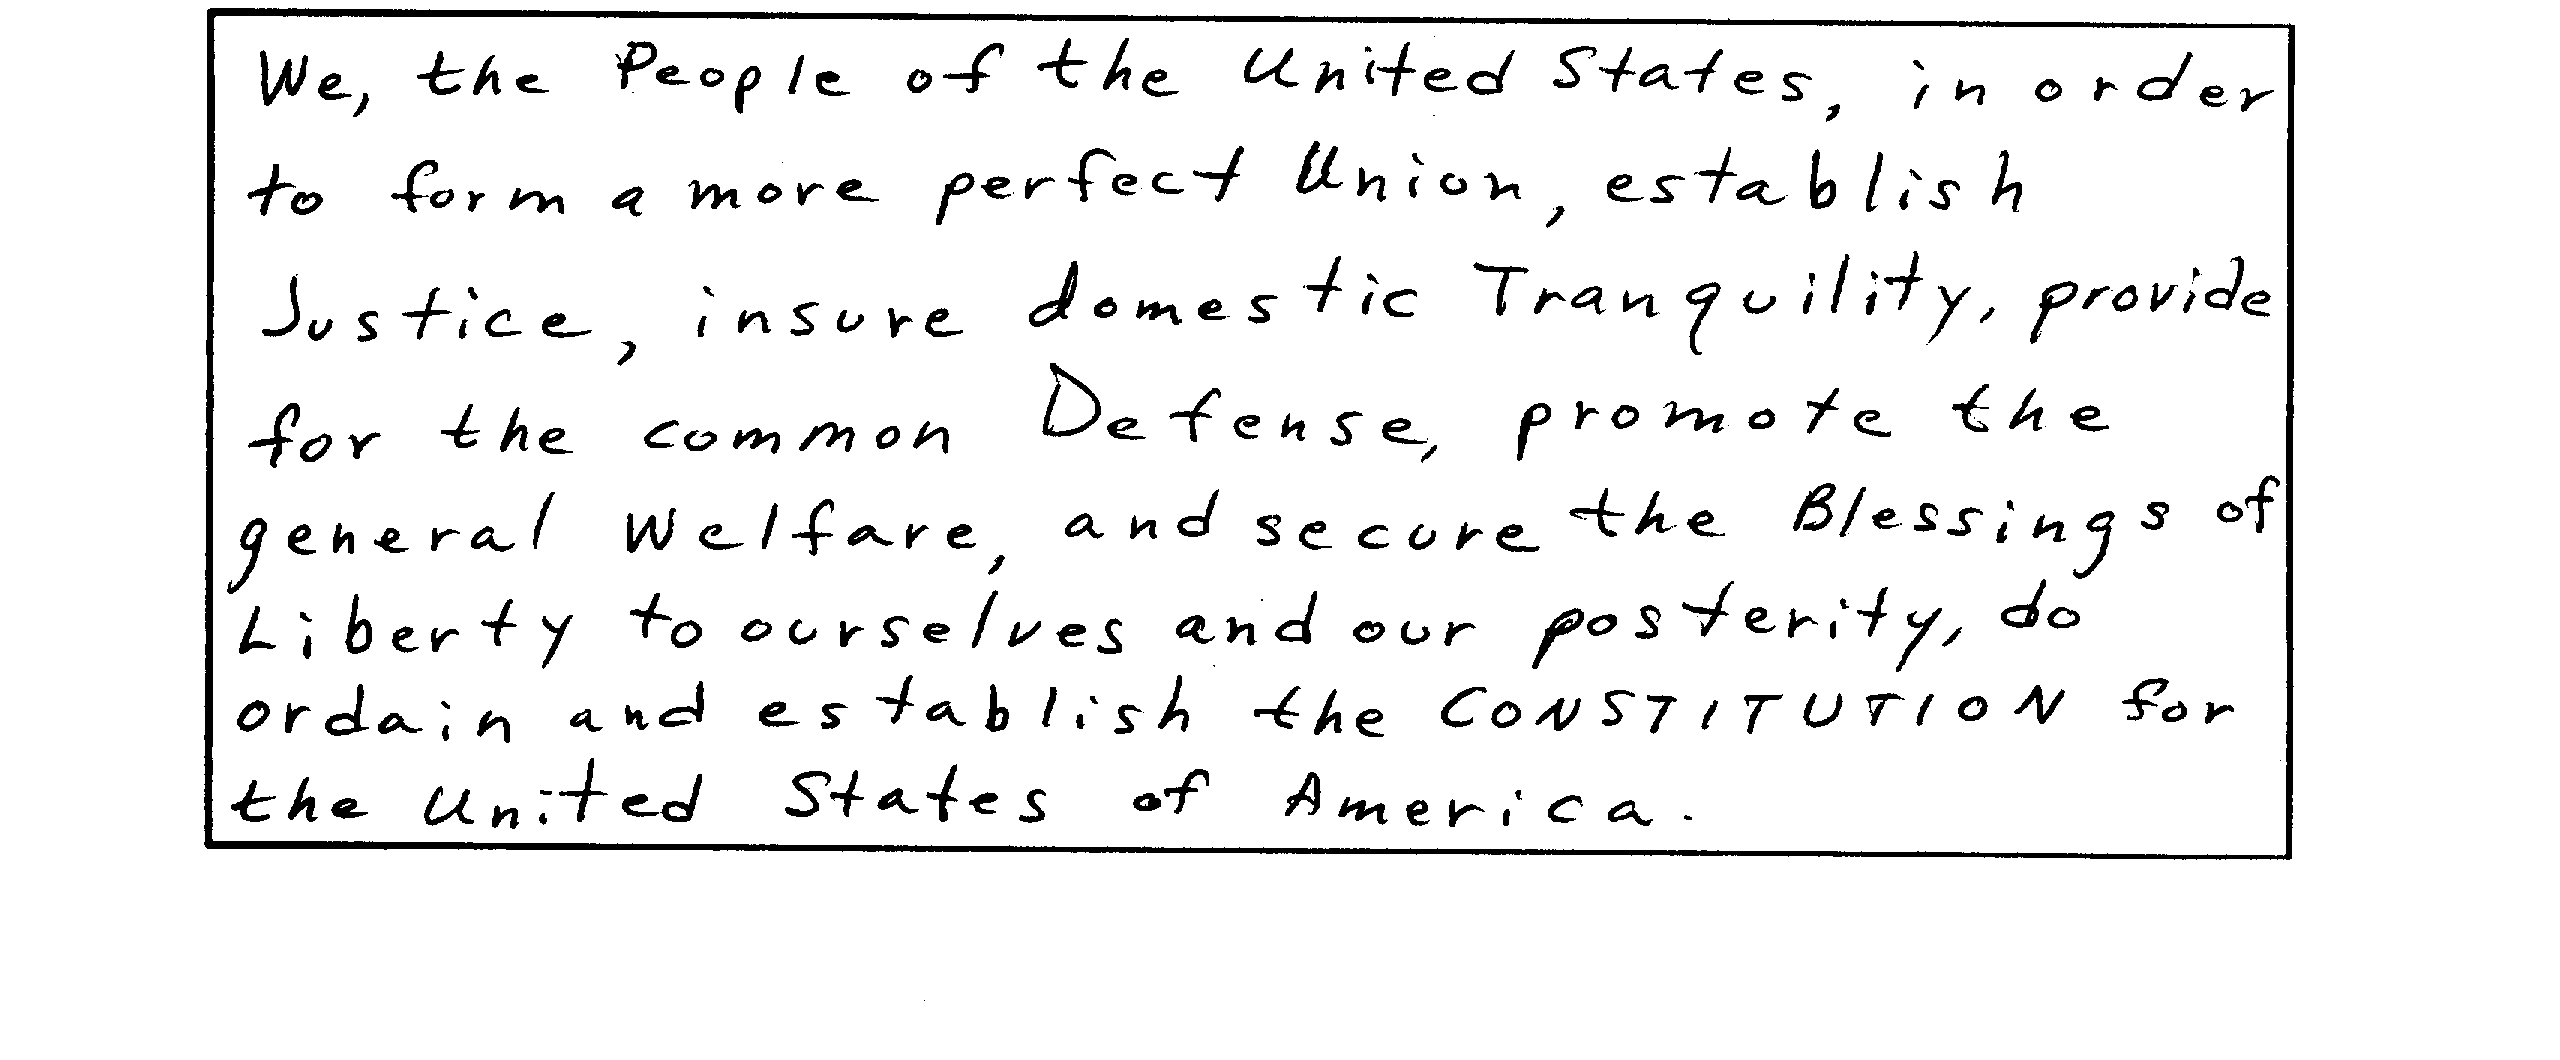 We, the People of the United States, in order
to form a more perfect Union, establish
Justice, insure domestic Tranquility, provide
for the common Defense, promote the
general Welfare, and secure the Blessings of
Liberty to ourselves and our posterity, do
ordain and establish the CONSTITUTION for
the United States of America.